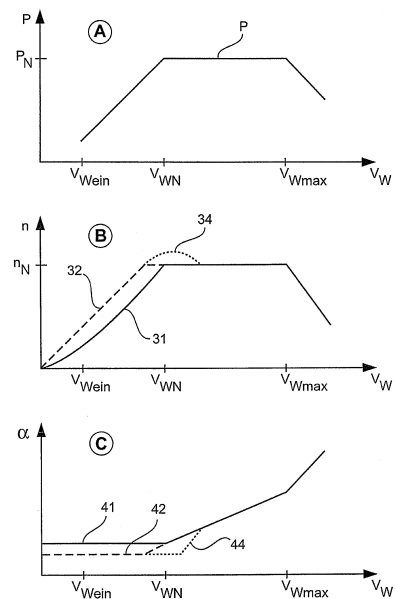 P
A
P
P_N
V_Wein
V_WN
V_Wmax
V_W
n
B
34
n_N
32
31
V_Wein
V_WN
V_Wmax
V_W
α
C
41
42
44
V_Wein
V_WN
V_Wmax
V_W